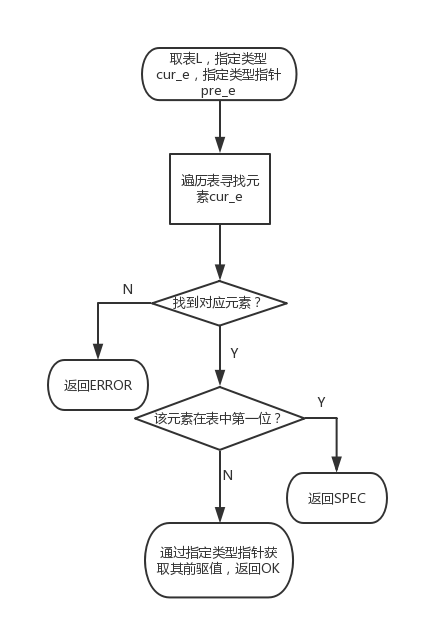 取表L，指定类型
cur_e，指定类型指针
pre_e
遍历表寻找元
素cur_e
找到对应元素？
N
Y
返回ERROR
该元素在表中第一位？
Y
N
返回SPEC
通过指定类型指针获
取其前驱值，返回OK